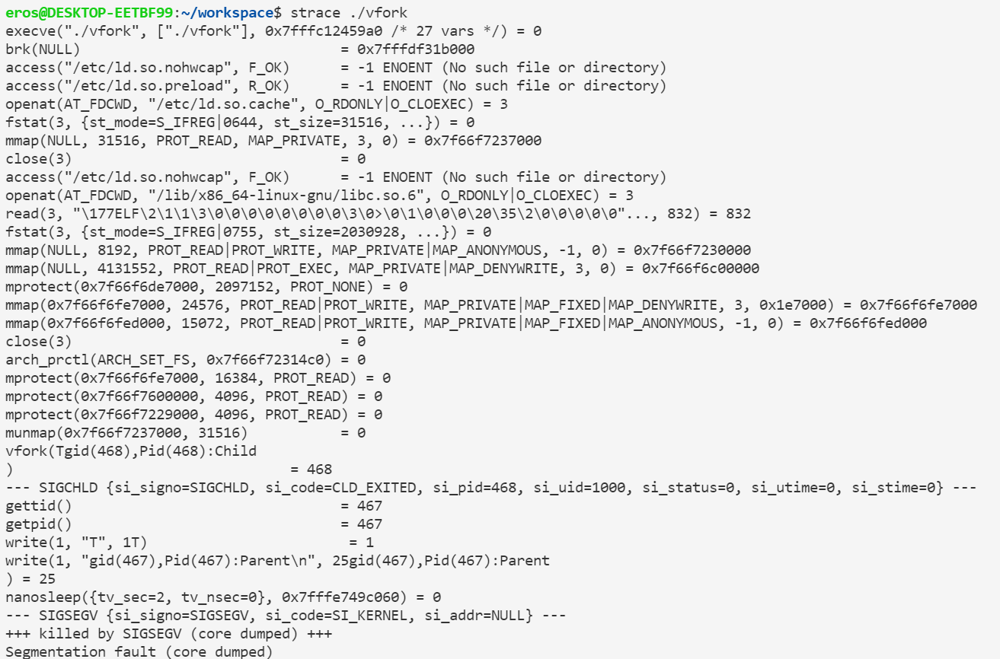 eros@DESKTOP-EETBF99:~/workspace$ strace ./vfork
execve("./vfork", ["./vfork"], 0x7fffc12459a0 /* 27 vars */) = 0
brk(NULL)                               = 0x7fffdf31b000
access("/etc/ld.so.nohwcap", F_OK)      = -1 ENOENT (No such file or directory)
access("/etc/ld.so.preload", R_OK)      = -1 ENOENT (No such file or directory)
openat(AT_FDCWD, "/etc/ld.so.cache", O_RDONLY|O_CLOEXEC) = 3
fstat(3, {st_mode=S_IFREG|0644, st_size=31516, ...}) = 0
mmap(NULL, 31516, PROT_READ, MAP_PRIVATE, 3, 0) = 0x7f66f7237000
close(3)                                = 0
access("/etc/ld.so.nohwcap", F_OK)      = -1 ENOENT (No such file or directory)
openat(AT_FDCWD, "/lib/x86_64-linux-gnu/libc.so.6", O_RDONLY|O_CLOEXEC) = 3
read(3, "\177ELF\2\1\1\3\0\0\0\0\0\0\0\0\3\0>\0\1\0\0\0\20\35\2\0\0\0\0\0"..., 832) = 832
fstat(3, {st_mode=S_IFREG|0755, st_size=2030928, ...}) = 0
mmap(NULL, 8192, PROT_READ|PROT_WRITE, MAP_PRIVATE|MAP_ANONYMOUS, -1, 0) = 0x7f66f7230000
mmap(NULL, 4131552, PROT_READ|PROT_EXEC, MAP_PRIVATE|MAP_DENYWRITE, 3, 0) = 0x7f66f6c00000
mprotect(0x7f66f6de7000, 2097152, PROT_NONE) = 0
mmap(0x7f66f6fe7000, 24576, PROT_READ|PROT_WRITE, MAP_PRIVATE|MAP_FIXED|MAP_DENYWRITE, 3, 0x1e7000) = 0x7f66f6fe7000
mmap(0x7f66f6fed000, 15072, PROT_READ|PROT_WRITE, MAP_PRIVATE|MAP_FIXED|MAP_ANONYMOUS, -1, 0) = 0x7f66f6fed000
close(3)                                = 0
arch_prctl(ARCH_SET_FS, 0x7f66f72314c0) = 0
mprotect(0x7f66f6fe7000, 16384, PROT_READ) = 0
mprotect(0x7f66f7600000, 4096, PROT_READ) = 0
mprotect(0x7f66f7229000, 4096, PROT_READ) = 0
munmap(0x7f66f7237000, 31516)           = 0
vfork(Tgid(468),Pid(468):Child
)                                 = 468
--- SIGCHLD {si_signo=SIGCHLD, si_code=CLD_EXITED, si_pid=468, si_uid=1000, si_status=0, si_utime=0, si_stime=0} ---
gettid()                                = 467
getpid()                                = 467
write(1, "T", 1T)                        = 1
write(1, "gid(467),Pid(467):Parent\n", 25gid(467),Pid(467):Parent
) = 25
nanosleep({tv_sec=2, tv_nsec=0}, 0x7fffe749c060) = 0
--- SIGSEGV {si_signo=SIGSEGV, si_code=SI_KERNEL, si_addr=NULL} ---
+++ killed by SIGSEGV (core dumped) +++
Segmentation fault (core dumped)